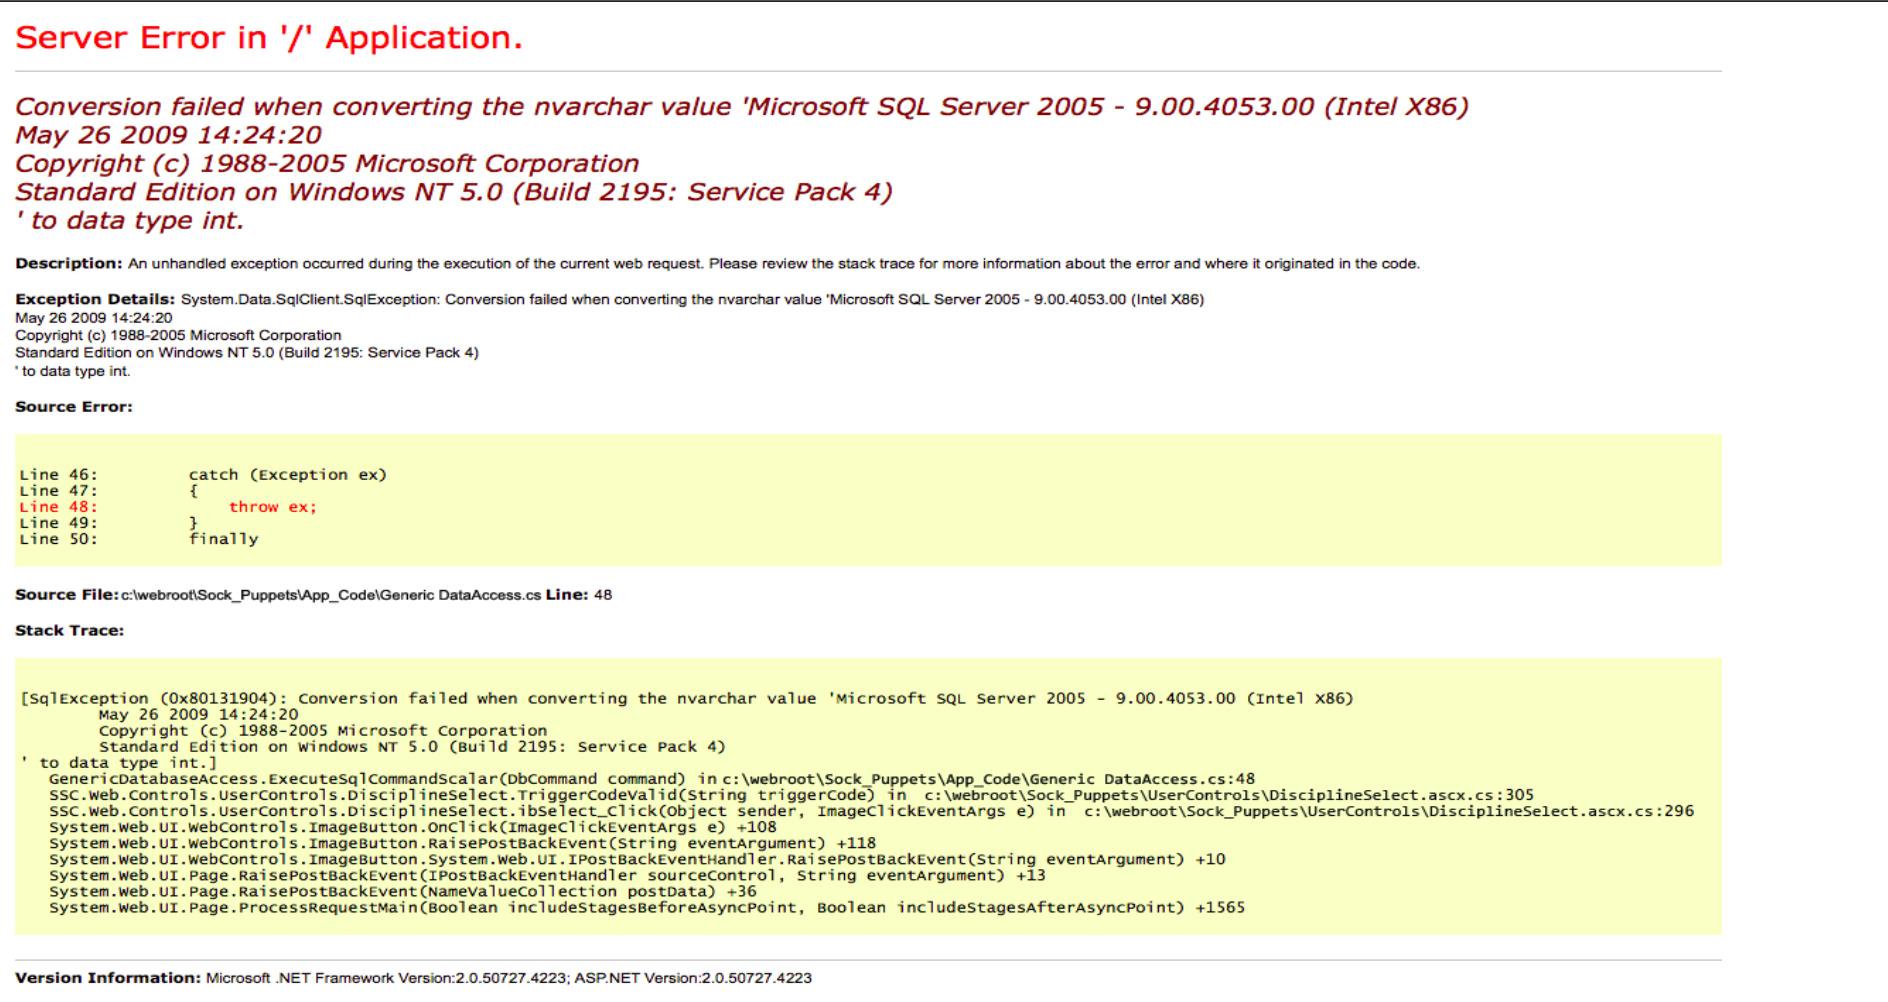 Server Error in '/' Application.
Conversion failed when converting the nvarchar value 'Microsoft SQL Server 2005 - 9.00.4053.00 (Intel X86)
May 26 2009 14:24:20
Copyright (c) 1988-2005 Microsoft Corporation
Standard Edition on Windows NT 5.0 (Build 2195: Service Pack 4)
' to data type int.
Description: An unhandled exception occurred during the execution of the current web request. Please review the stack trace for more information about the error and where it originated in the code.
Exception Details: System.Data.SqlClient.SqlException: Conversion failed when converting the nvarchar value 'Microsoft SQL Server 2005 - 9.00.4053.00 (Intel X86)
May 26 2009 14:24:20
Copyright (c) 1988-2005 Microsoft Corporation
Standard Edition on Windows NT 5.0 (Build 2195: Service Pack 4)
' to data type int.
Source Error:
Line 46: catch (Exception ex)
Line 47: {
Line 48: throw ex;
Line 49: }
Line 50: finally
Source File: c:\webroot\Sock_Puppets\App_Code\Generic DataAccess.cs Line: 48
Stack Trace:
[SqlException (0x80131904): Conversion failed when converting the nvarchar value 'Microsoft SQL Server 2005 - 9.00.4053.00 (Intel X86)
May 26 2009 14:24:20
Copyright (c) 1988-2005 Microsoft Corporation
Standard Edition on Windows NT 5.0 (Build 2195: Service Pack 4)
' to data type int.]
GenericDatabaseAccess.ExecuteSqlCommandScalar(DbCommand command) in c:\webroot\Sock_Puppets\App_Code\Generic DataAccess.cs:48
SSC.Web.Controls.UserControls.DisciplineSelect.TriggerCodeValid(String triggerCode) in c:\webroot\Sock_Puppets\UserControls\DisciplineSelect.ascx.cs:305
SSC.Web.Controls.UserControls.DisciplineSelect.ibSelect_Click(Object sender, ImageClickEventArgs e) in c:\webroot\Sock_Puppets\UserControls\DisciplineSelect.ascx.cs:296
System.Web.UI.WebControls.ImageButton.OnClick(ImageClickEventArgs e) +108
System.Web.UI.WebControls.ImageButton.RaisePostBackEvent(String eventArgument) +118
System.Web.UI.WebControls.ImageButton.System.Web.UI.IPostBackEventHandler.RaisePostBackEvent(String eventArgument) +10
System.Web.UI.Page.RaisePostBackEvent(IPostBackEventHandler sourceControl, String eventArgument) +13
System.Web.UI.Page.RaisePostBackEvent(NameValueCollection postData) +36
System.Web.UI.Page.ProcessRequestMain(Boolean includeStagesBeforeAsyncPoint, Boolean includeStagesAfterAsyncPoint) +1565
Version Information: Microsoft .NET Framework Version:2.0.50727.4223; ASP.NET Version:2.0.50727.4223